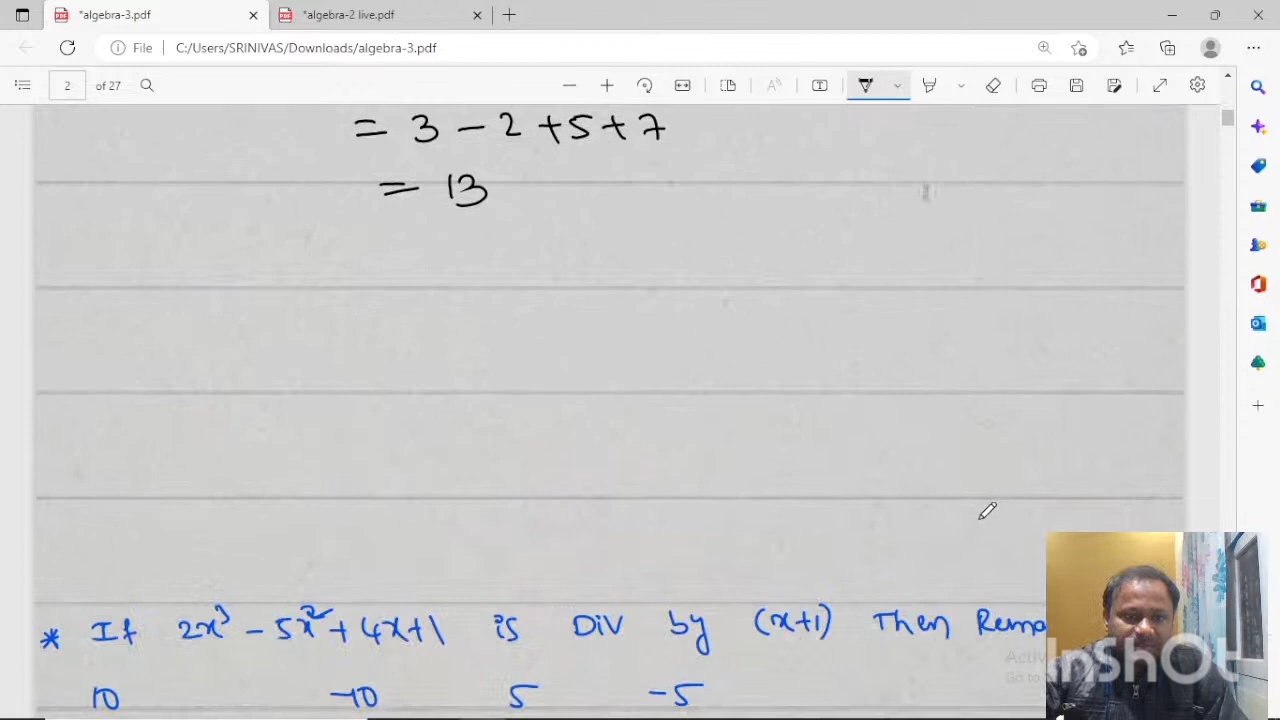 *algebra-3.pdf
*algebra-2 live.pdf
File C:/Users/SRINIVAS/Downloads/algebra-3.pdf
2 of 27
= 3 - 2 + 5 + 7
= 13
* If 2x³ - 5x² + 4x + 1 is Div by (x+1) Then Rema
10 -10 5 -5
InShOt